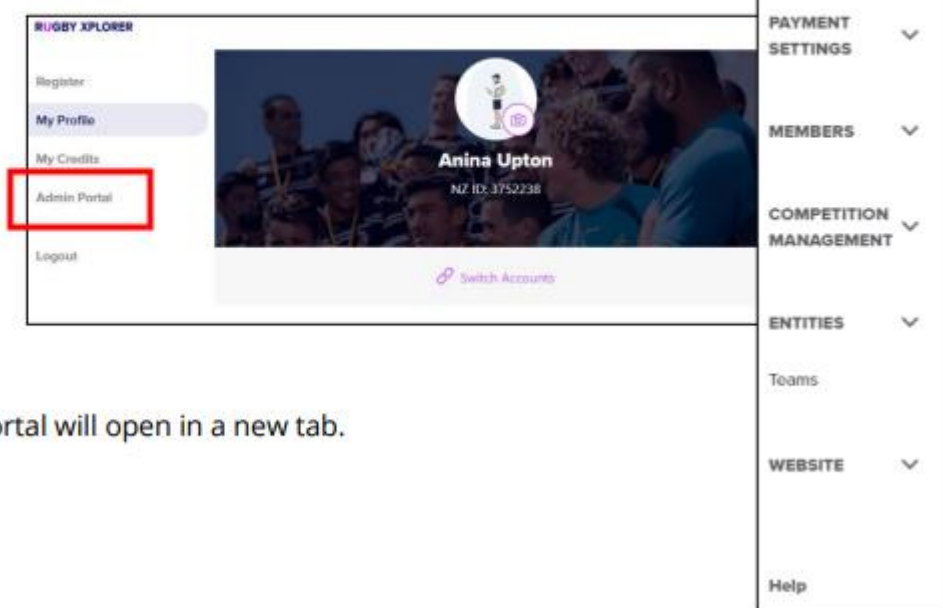 RUGBY XPLORER
Register
My Profile
My Credits
Admin Portal
Logout
Anina Upton
NZ ID: 3752238
Switch Accounts
ortal will open in a new tab.
PAYMENT
SETTINGS
MEMBERS
COMPETITION
MANAGEMENT
ENTITIES
Teams
WEBSITE
Help